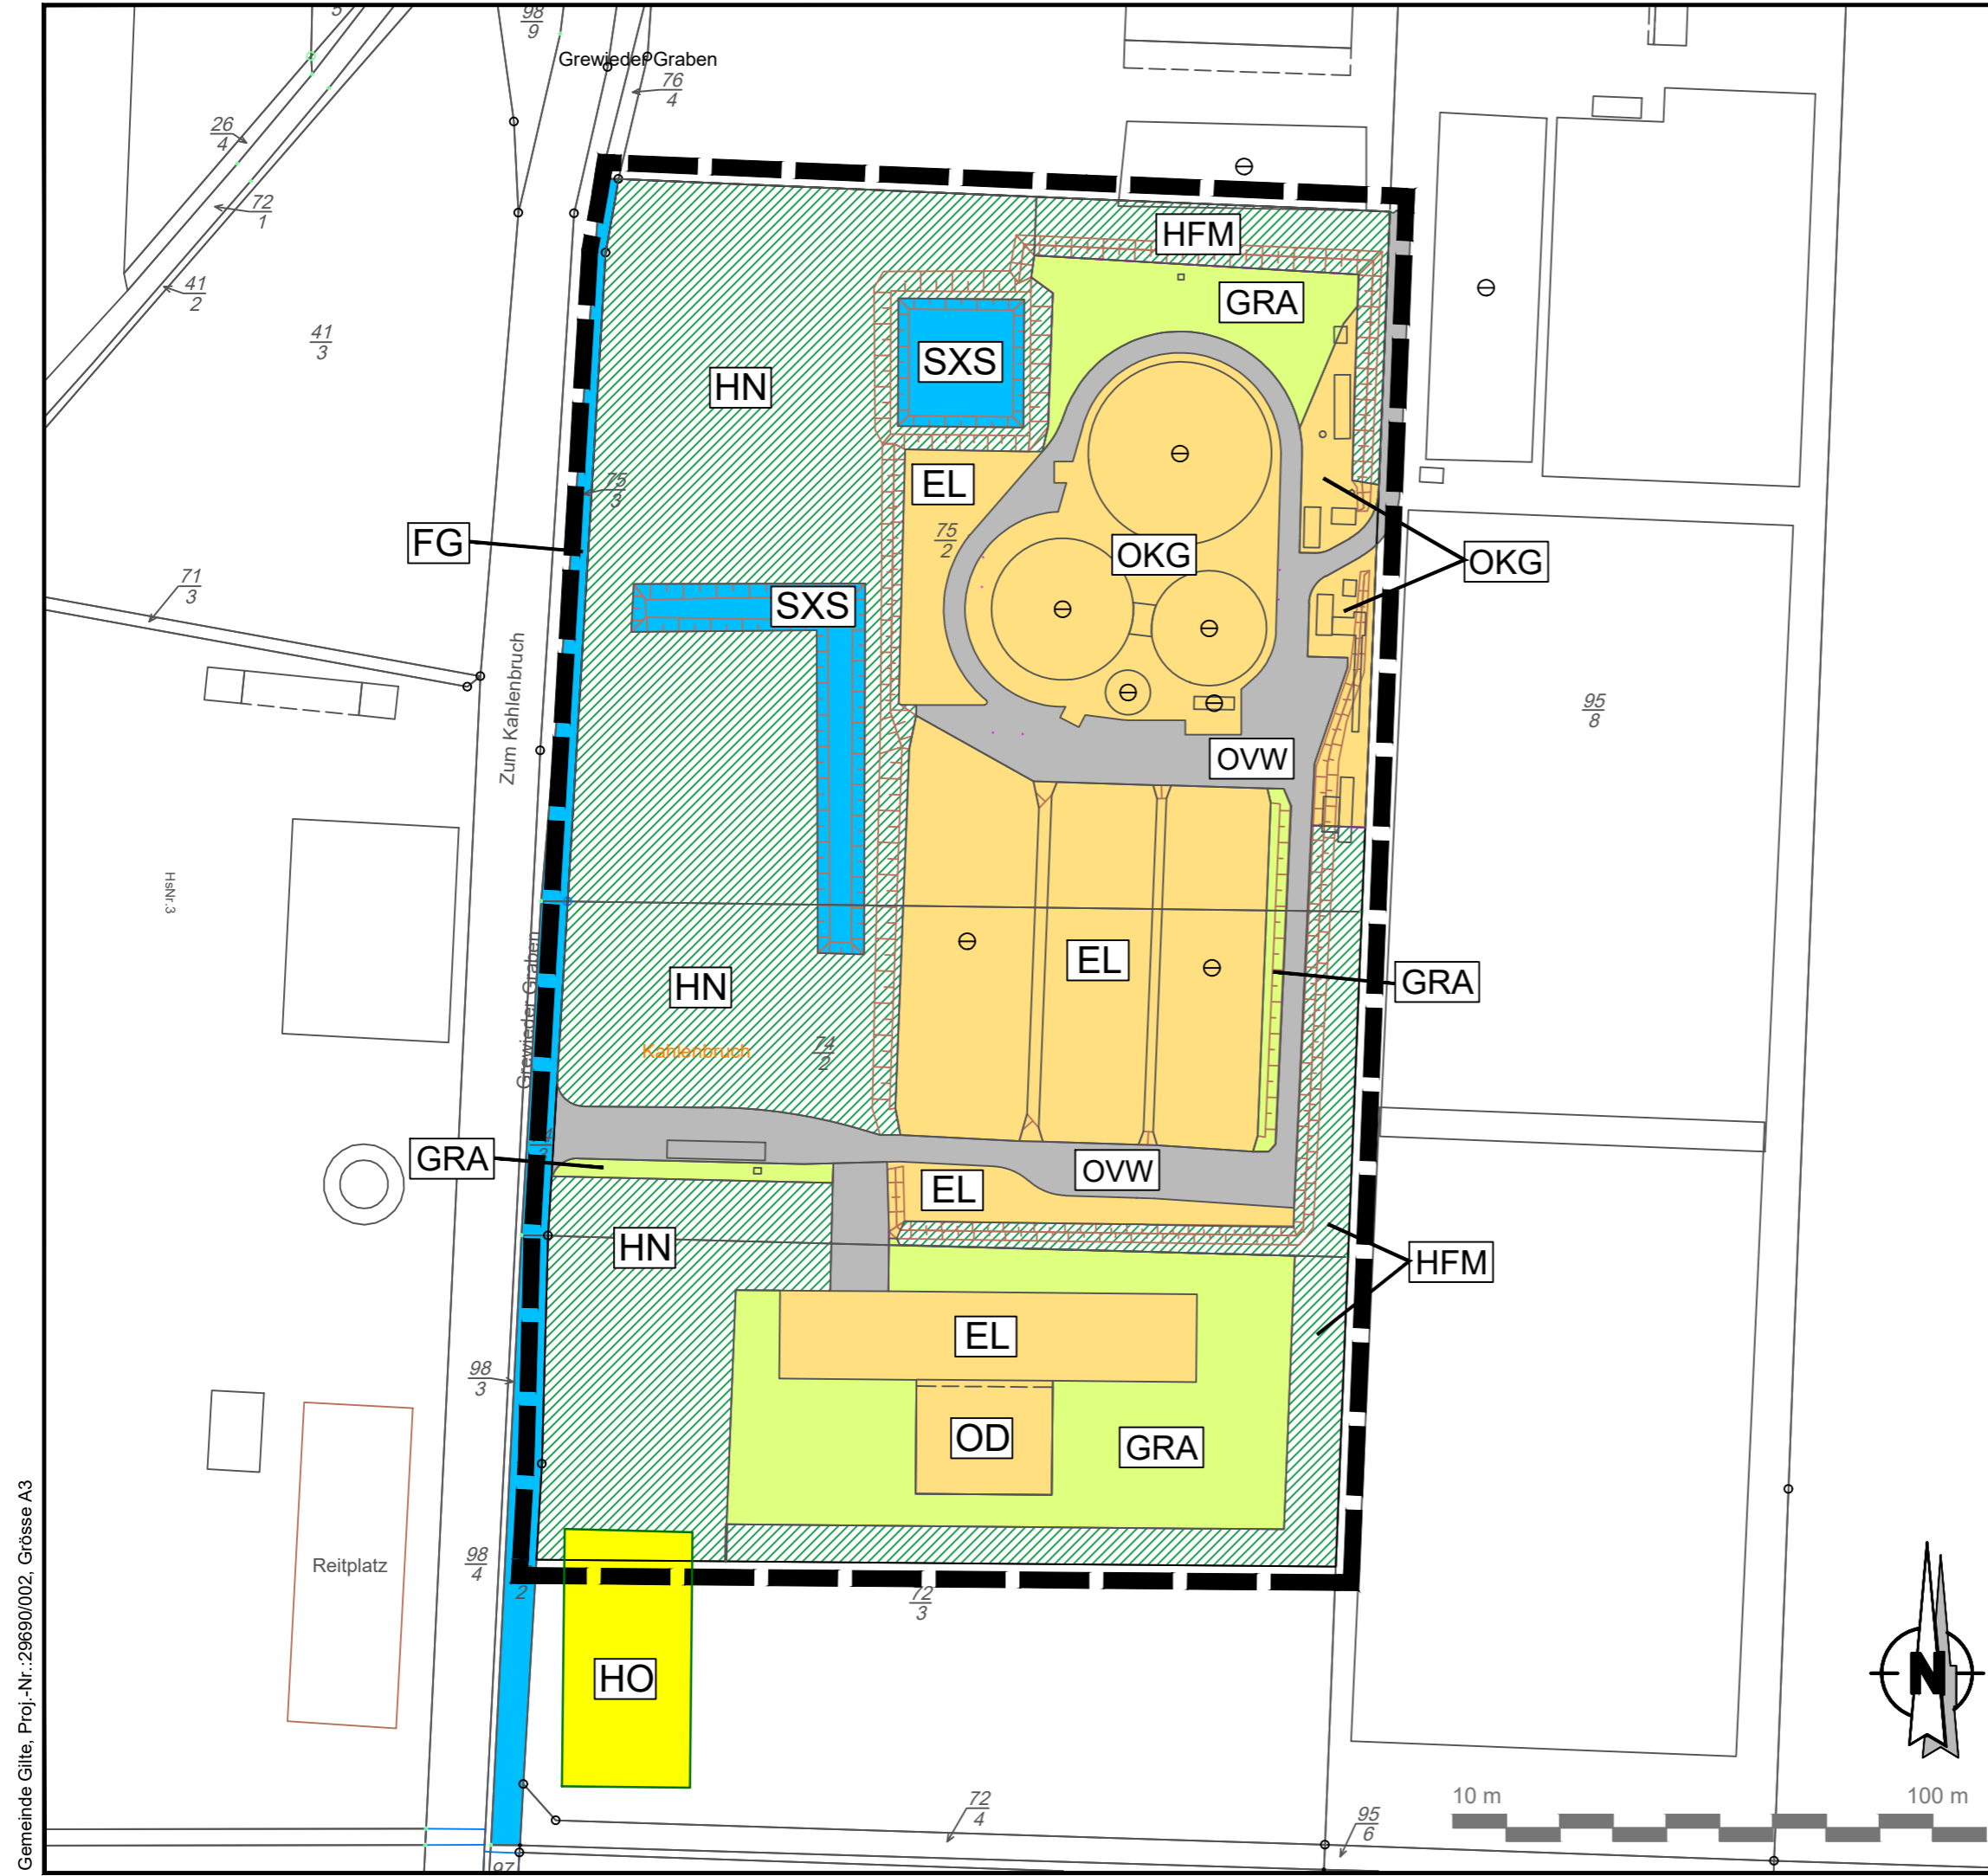 5
98
9
Grewieder Graben
76
4
26
4
72
1
41
2
41
3
HFM
GRA
SXS
HN
EL
75
3
75
2
FG
OKG
OKG
71
3
SXS
Zum Kahlenbruch
95
8
OVW
HsNr.3
Grewieder Graben
EL
GRA
HN
Kahlenbruch
74
2
GRA
OVW
EL
HN
HFM
EL
98
3
OD
GRA
Reitplatz
98
4
2
72
3
HO
N
72
4
95
6
10 m
100 m
97
Gemeinde Gilte, Proj.-Nr.:29690/002, Grösse A3